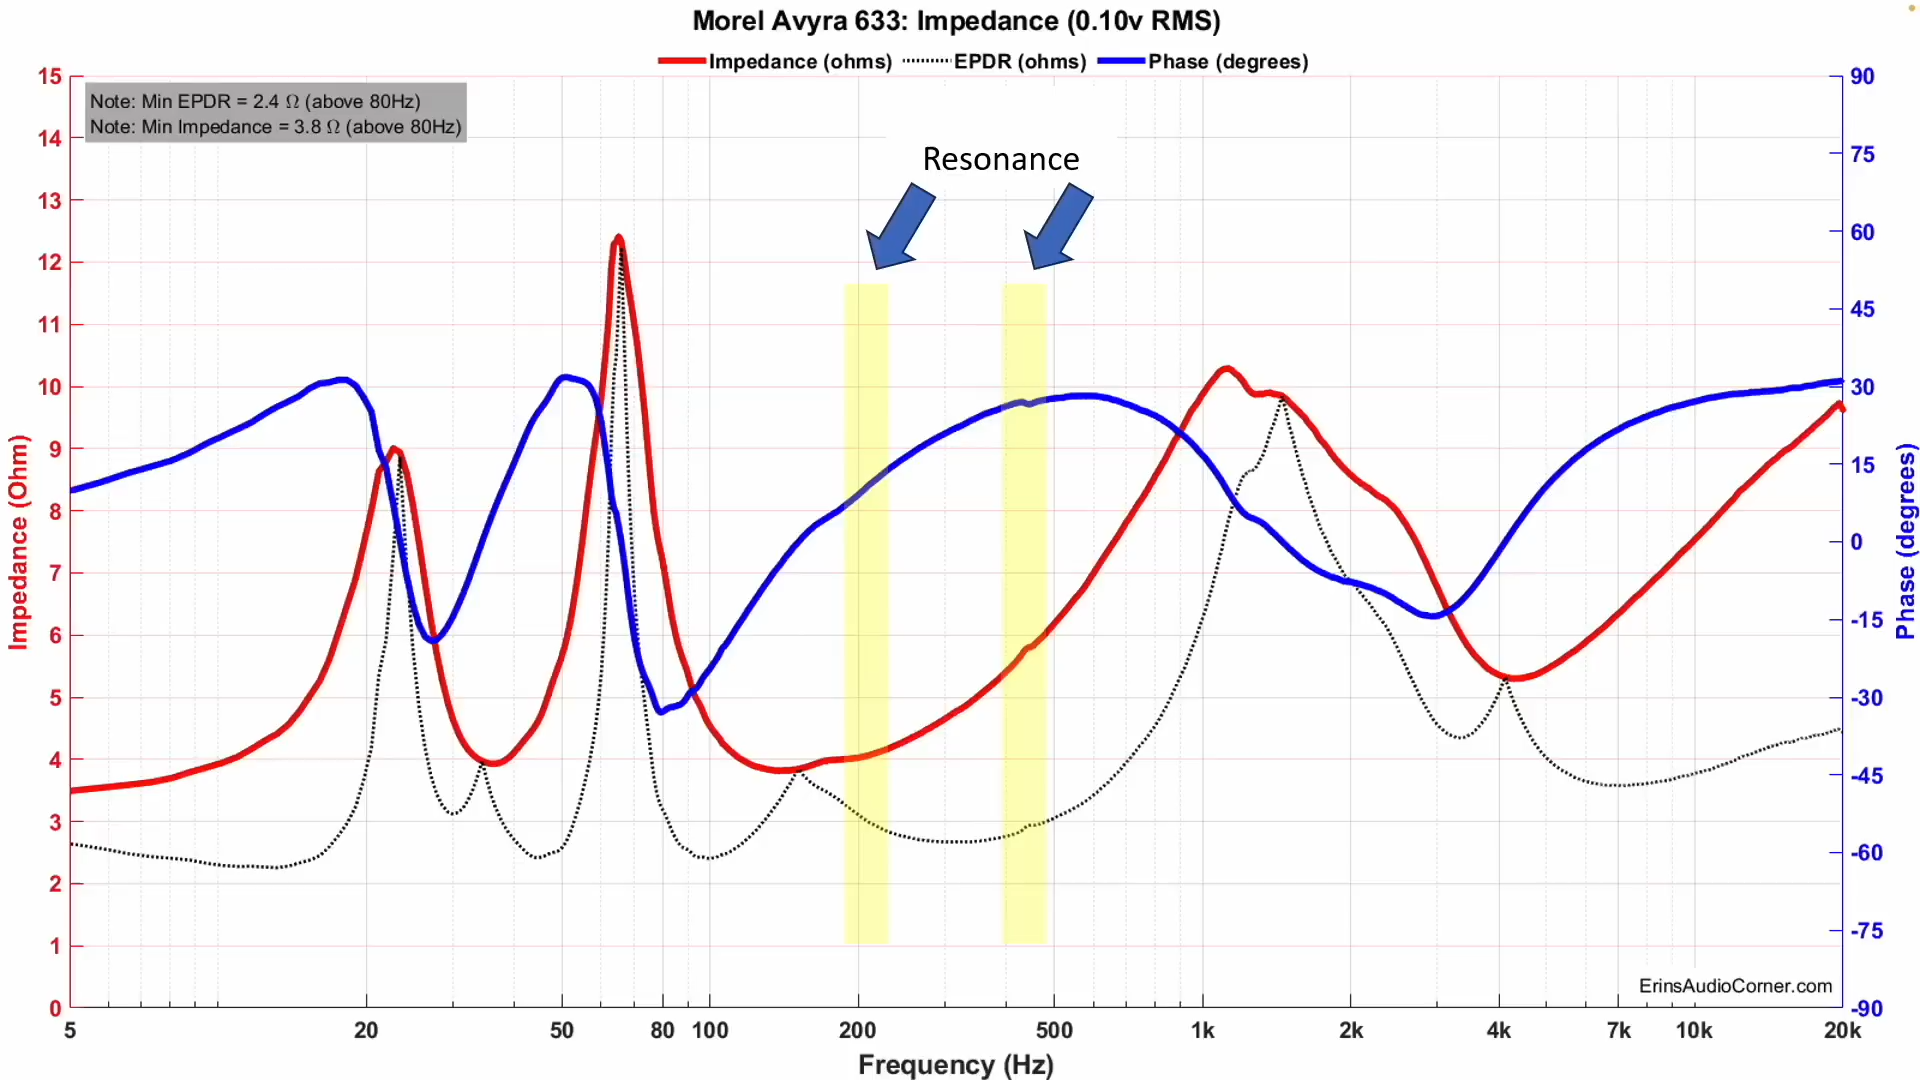 Morel Avyra 633: Impedance (0.10v RMS)
Impedance (ohms) EPDR (ohms) Phase (degrees)
Note: Min EPDR = 2.4 Ω (above 80Hz)
Note: Min Impedance = 3.8 Ω (above 80Hz)
Resonance
15
14
13
12
11
10
9
8
7
6
5
4
3
2
1
0
Impedance (Ohm)
90
75
60
45
30
15
0
-15
-30
-45
-60
-75
-90
Phase (degrees)
ErinsAudioCorner.com
5 20 50 80 100 200 500 1k 2k 4k 7k 10k 20k
Frequency (Hz)